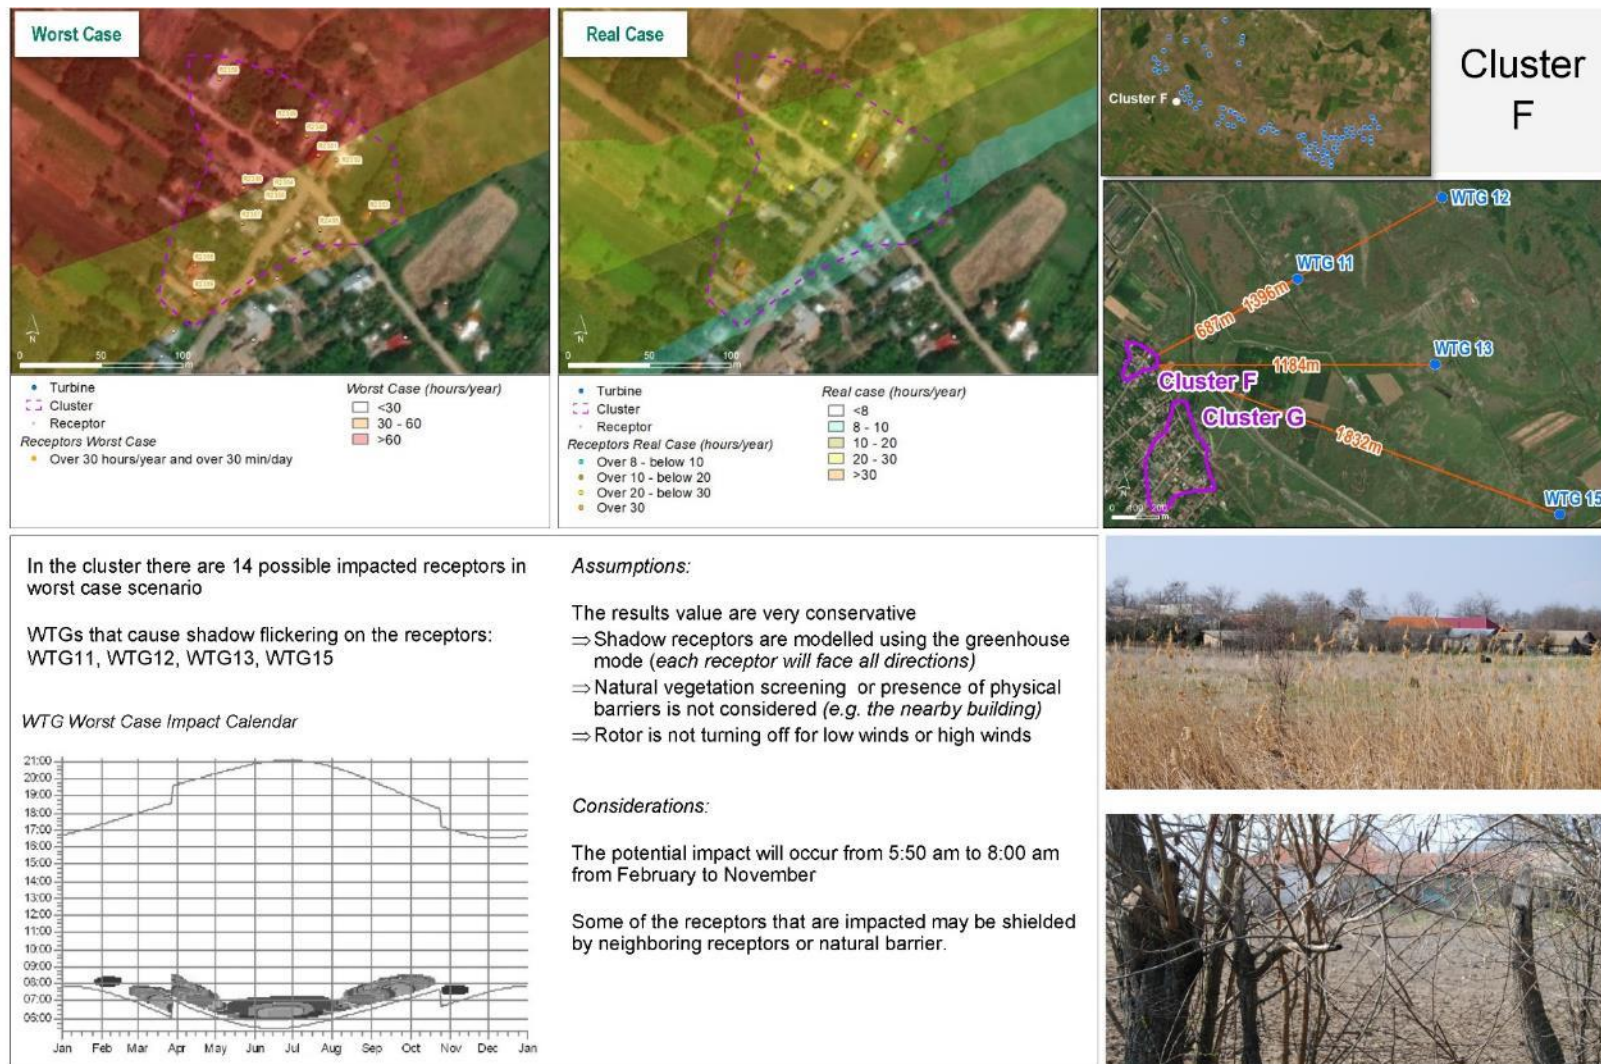 Worst Case
Real Case
Cluster F
Cluster
F
N
0 50 100
m
N
0 50 100
m
WTG 12
WTG 11
687m
1396m
WTG 13
1184m
Cluster F
Cluster G
1832m
WTG 15
N
0 100 200
m
Turbine
Cluster
Receptor
Receptors Worst Case
Over 30 hours/year and over 30 min/day
Worst Case (hours/year)
<30
30 - 60
>60
Turbine
Cluster
Receptor
Receptors Real Case (hours/year)
Over 8 - below 10
Over 10 - below 20
Over 20 - below 30
Over 30
Real case (hours/year)
<8
8 - 10
10 - 20
20 - 30
>30
In the cluster there are 14 possible impacted receptors in
worst case scenario
WTGs that cause shadow flickering on the receptors:
WTG11, WTG12, WTG13, WTG15
WTG Worst Case Impact Calendar
21:00
20:00
19:00
18:00
17:00
16:00
15:00
14:00
13:00
12:00
11:00
10:00
09:00
08:00
07:00
06:00
Jan Feb Mar Apr May Jun Jul Aug Sep Oct Nov Dec Jan
Assumptions:
The results value are very conservative
⇒ Shadow receptors are modelled using the greenhouse
mode (each receptor will face all directions)
⇒ Natural vegetation screening or presence of physical
barriers is not considered (e.g. the nearby building)
⇒ Rotor is not turning off for low winds or high winds
Considerations:
The potential impact will occur from 5:50 am to 8:00 am
from February to November
Some of the receptors that are impacted may be shielded
by neighboring receptors or natural barrier.